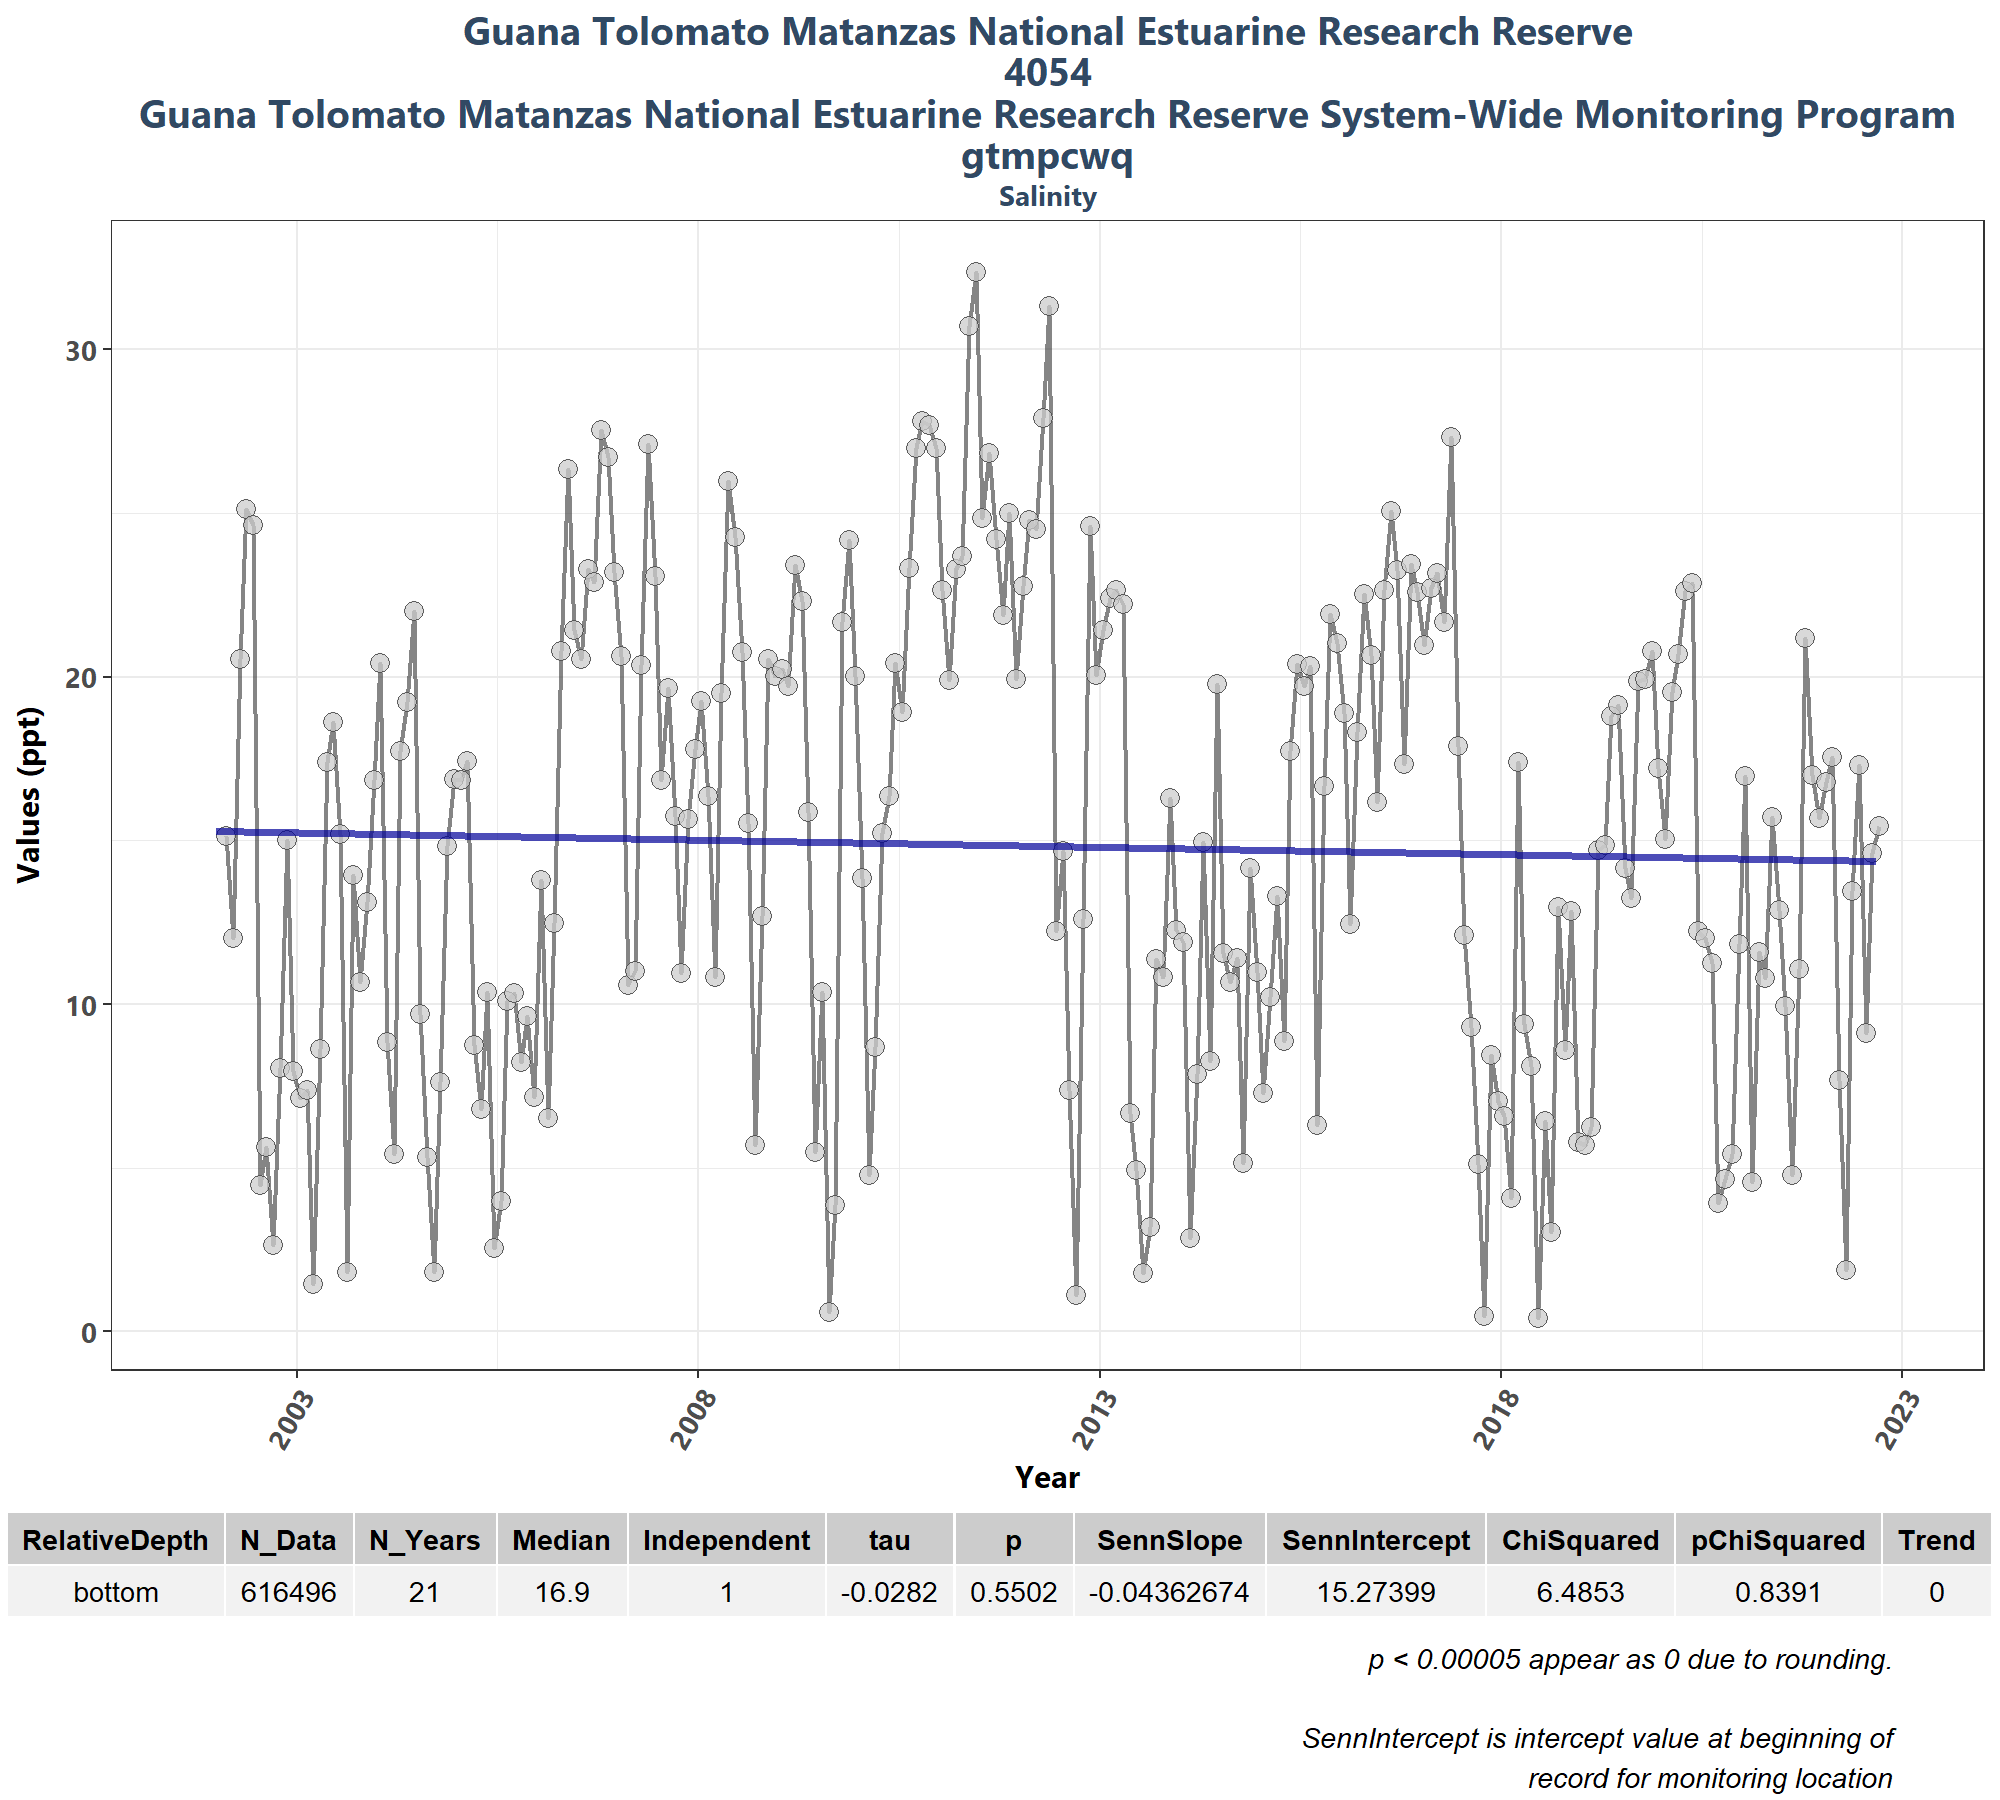 Guana Tolomato Matanzas National Estuarine Research Reserve
4054
Guana Tolomato Matanzas National Estuarine Research Reserve System-Wide Monitoring Program
gtmpcwq
Salinity
Values (ppt)
30
20
10
0
2003 2008 2013 2018 2023
Year
RelativeDepth N_Data N_Years Median Independent tau p SennSlope SennIntercept ChiSquared pChiSquared Trend
bottom 616496 21 16.9 1 -0.0282 0.5502 -0.04362674 15.27399 6.4853 0.8391 0
p < 0.00005 appear as 0 due to rounding.
SennIntercept is intercept value at beginning of
record for monitoring location